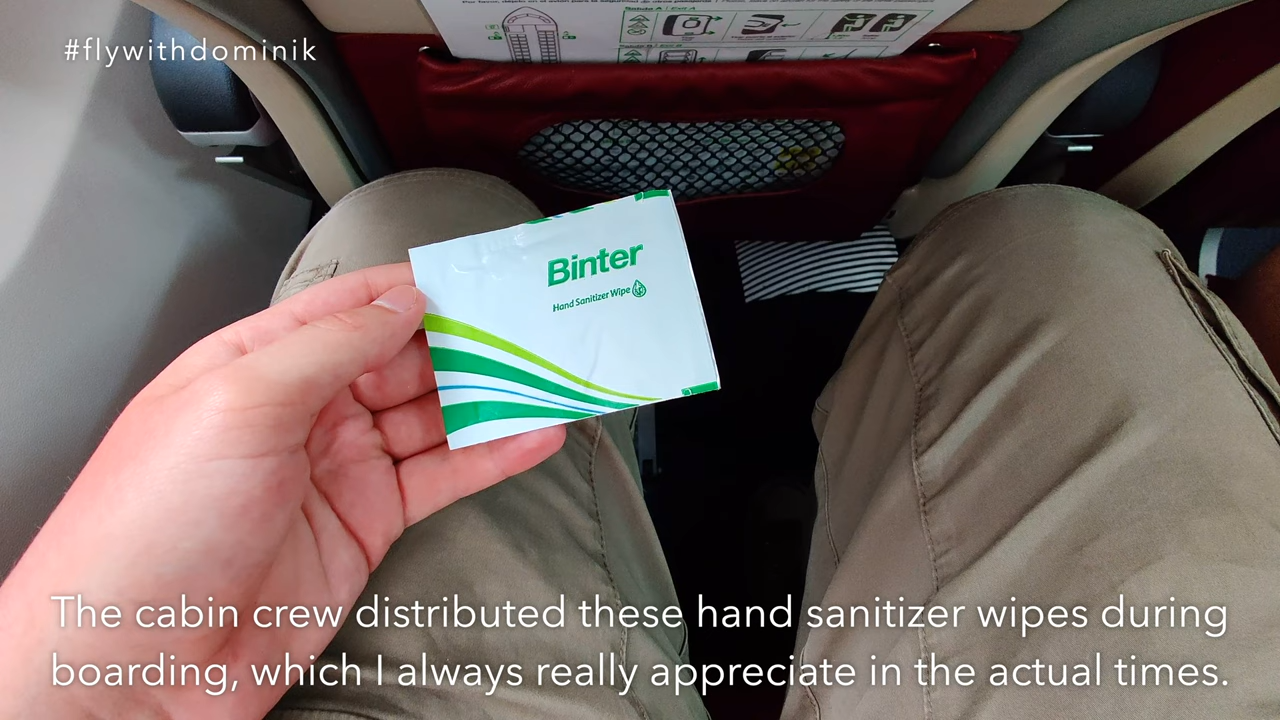 #flywithdominik
Binter
Hand Sanitizer Wipe
The cabin crew distributed these hand sanitizer wipes during
boarding, which I always really appreciate in the actual times.